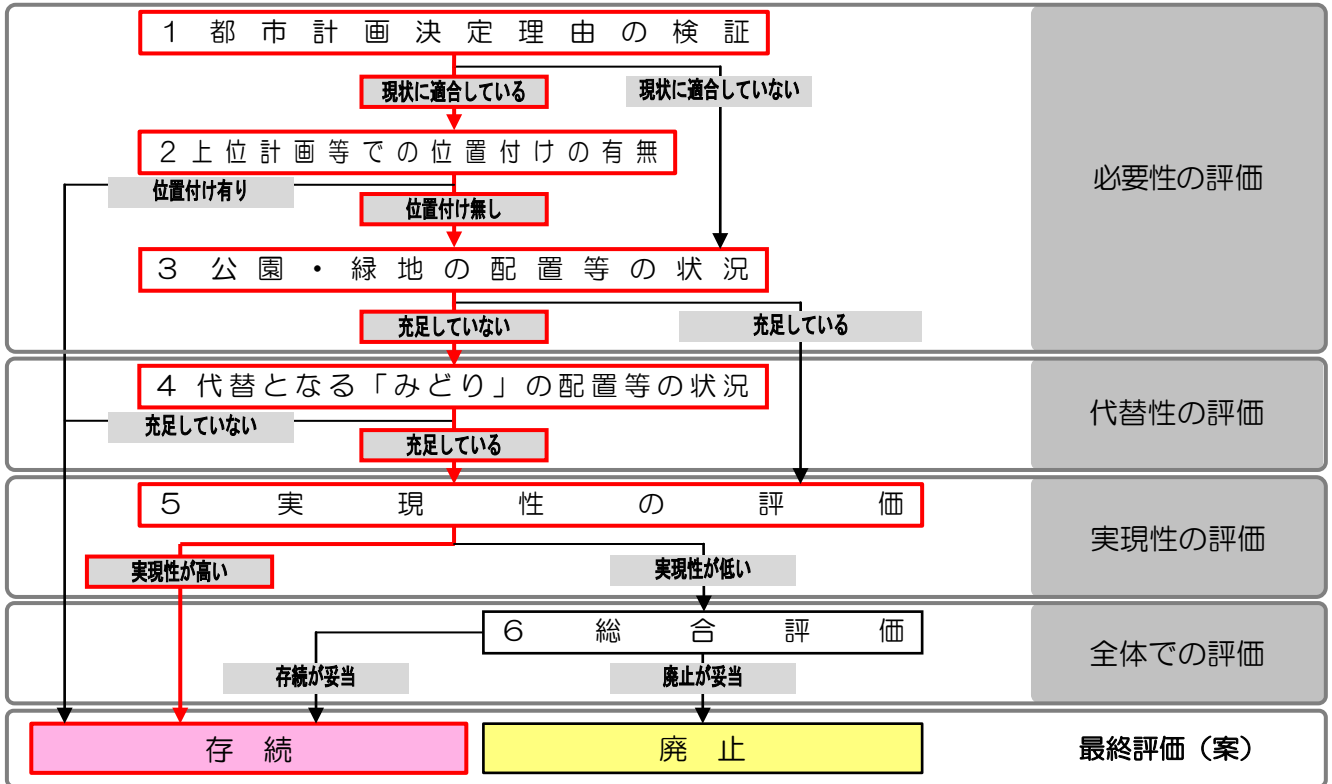 1 都市計画決定理由の検証
現状に適合している
現状に適合していない
2 上位計画等での位置付けの有無
位置付け有り
位置付け無し
3 公園・緑地の配置等の状況
充足していない
充足している
必要性の評価
4 代替となる「みどり」の配置等の状況
充足していない
充足している
代替性の評価
5 実現性の評価
実現性が高い
実現性が低い
実現性の評価
6 総合評価
存続が妥当
廃止が妥当
全体での評価
存続
廃止
最終評価（案）